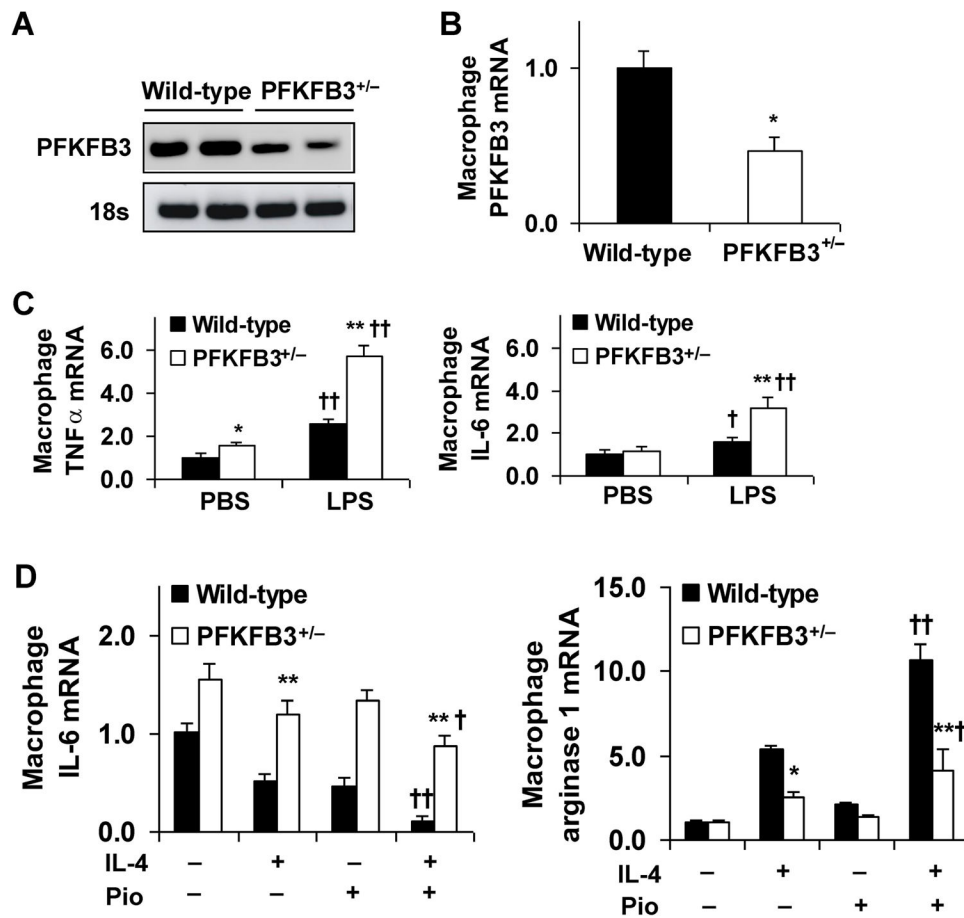 A
Wild-type PFKFB3+/–
PFKFB3
18s
B
Macrophage
PFKFB3 mRNA
1.0
0.0
*
Wild-type PFKFB3+/–
C
Macrophage
TNFα mRNA
6.0
4.0
2.0
0.0
Wild-type
PFKFB3+/–
*
††
** ††
PBS LPS
Macrophage
IL-6 mRNA
6.0
4.0
2.0
0.0
Wild-type
PFKFB3+/–
†
** ††
PBS LPS
D
Macrophage
IL-6 mRNA
2.0
1.0
0.0
Wild-type
PFKFB3+/–
**
††
** †
IL-4 – + – +
Pio – – + +
Macrophage
arginase 1 mRNA
15.0
10.0
5.0
0.0
Wild-type
PFKFB3+/–
*
††
**†
IL-4 – + – +
Pio – – + +